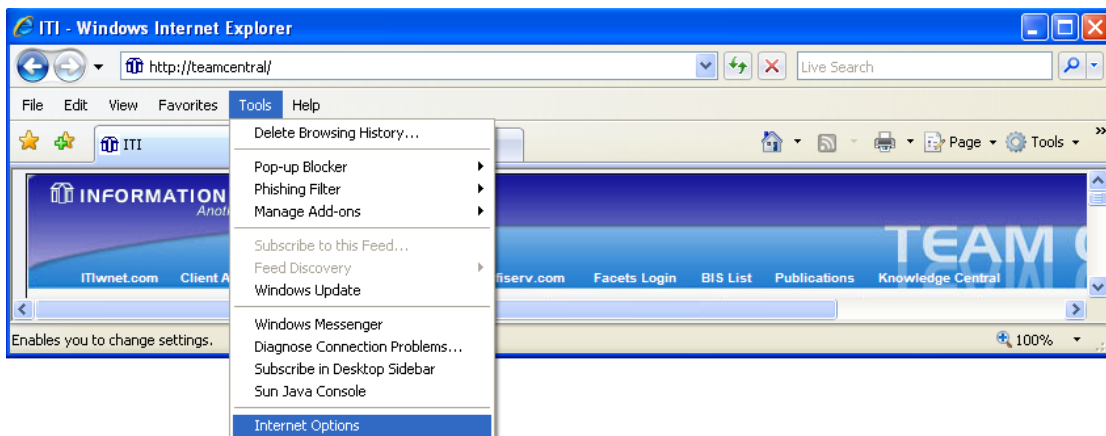 ITI - Windows Internet Explorer
http://teamcentral/
Live Search
File Edit View Favorites Tools Help
ITI
Page Tools »
Delete Browsing History...
Pop-up Blocker
Phishing Filter
Manage Add-ons
Subscribe to this Feed...
Feed Discovery
Windows Update
Windows Messenger
Diagnose Connection Problems...
Subscribe in Desktop Sidebar
Sun Java Console
Internet Options
INFORMATION
TEAM
ITIwnet.com Client fiserv.com Facets Login BIS List Publications Knowledge Central
Enables you to change settings.
100%